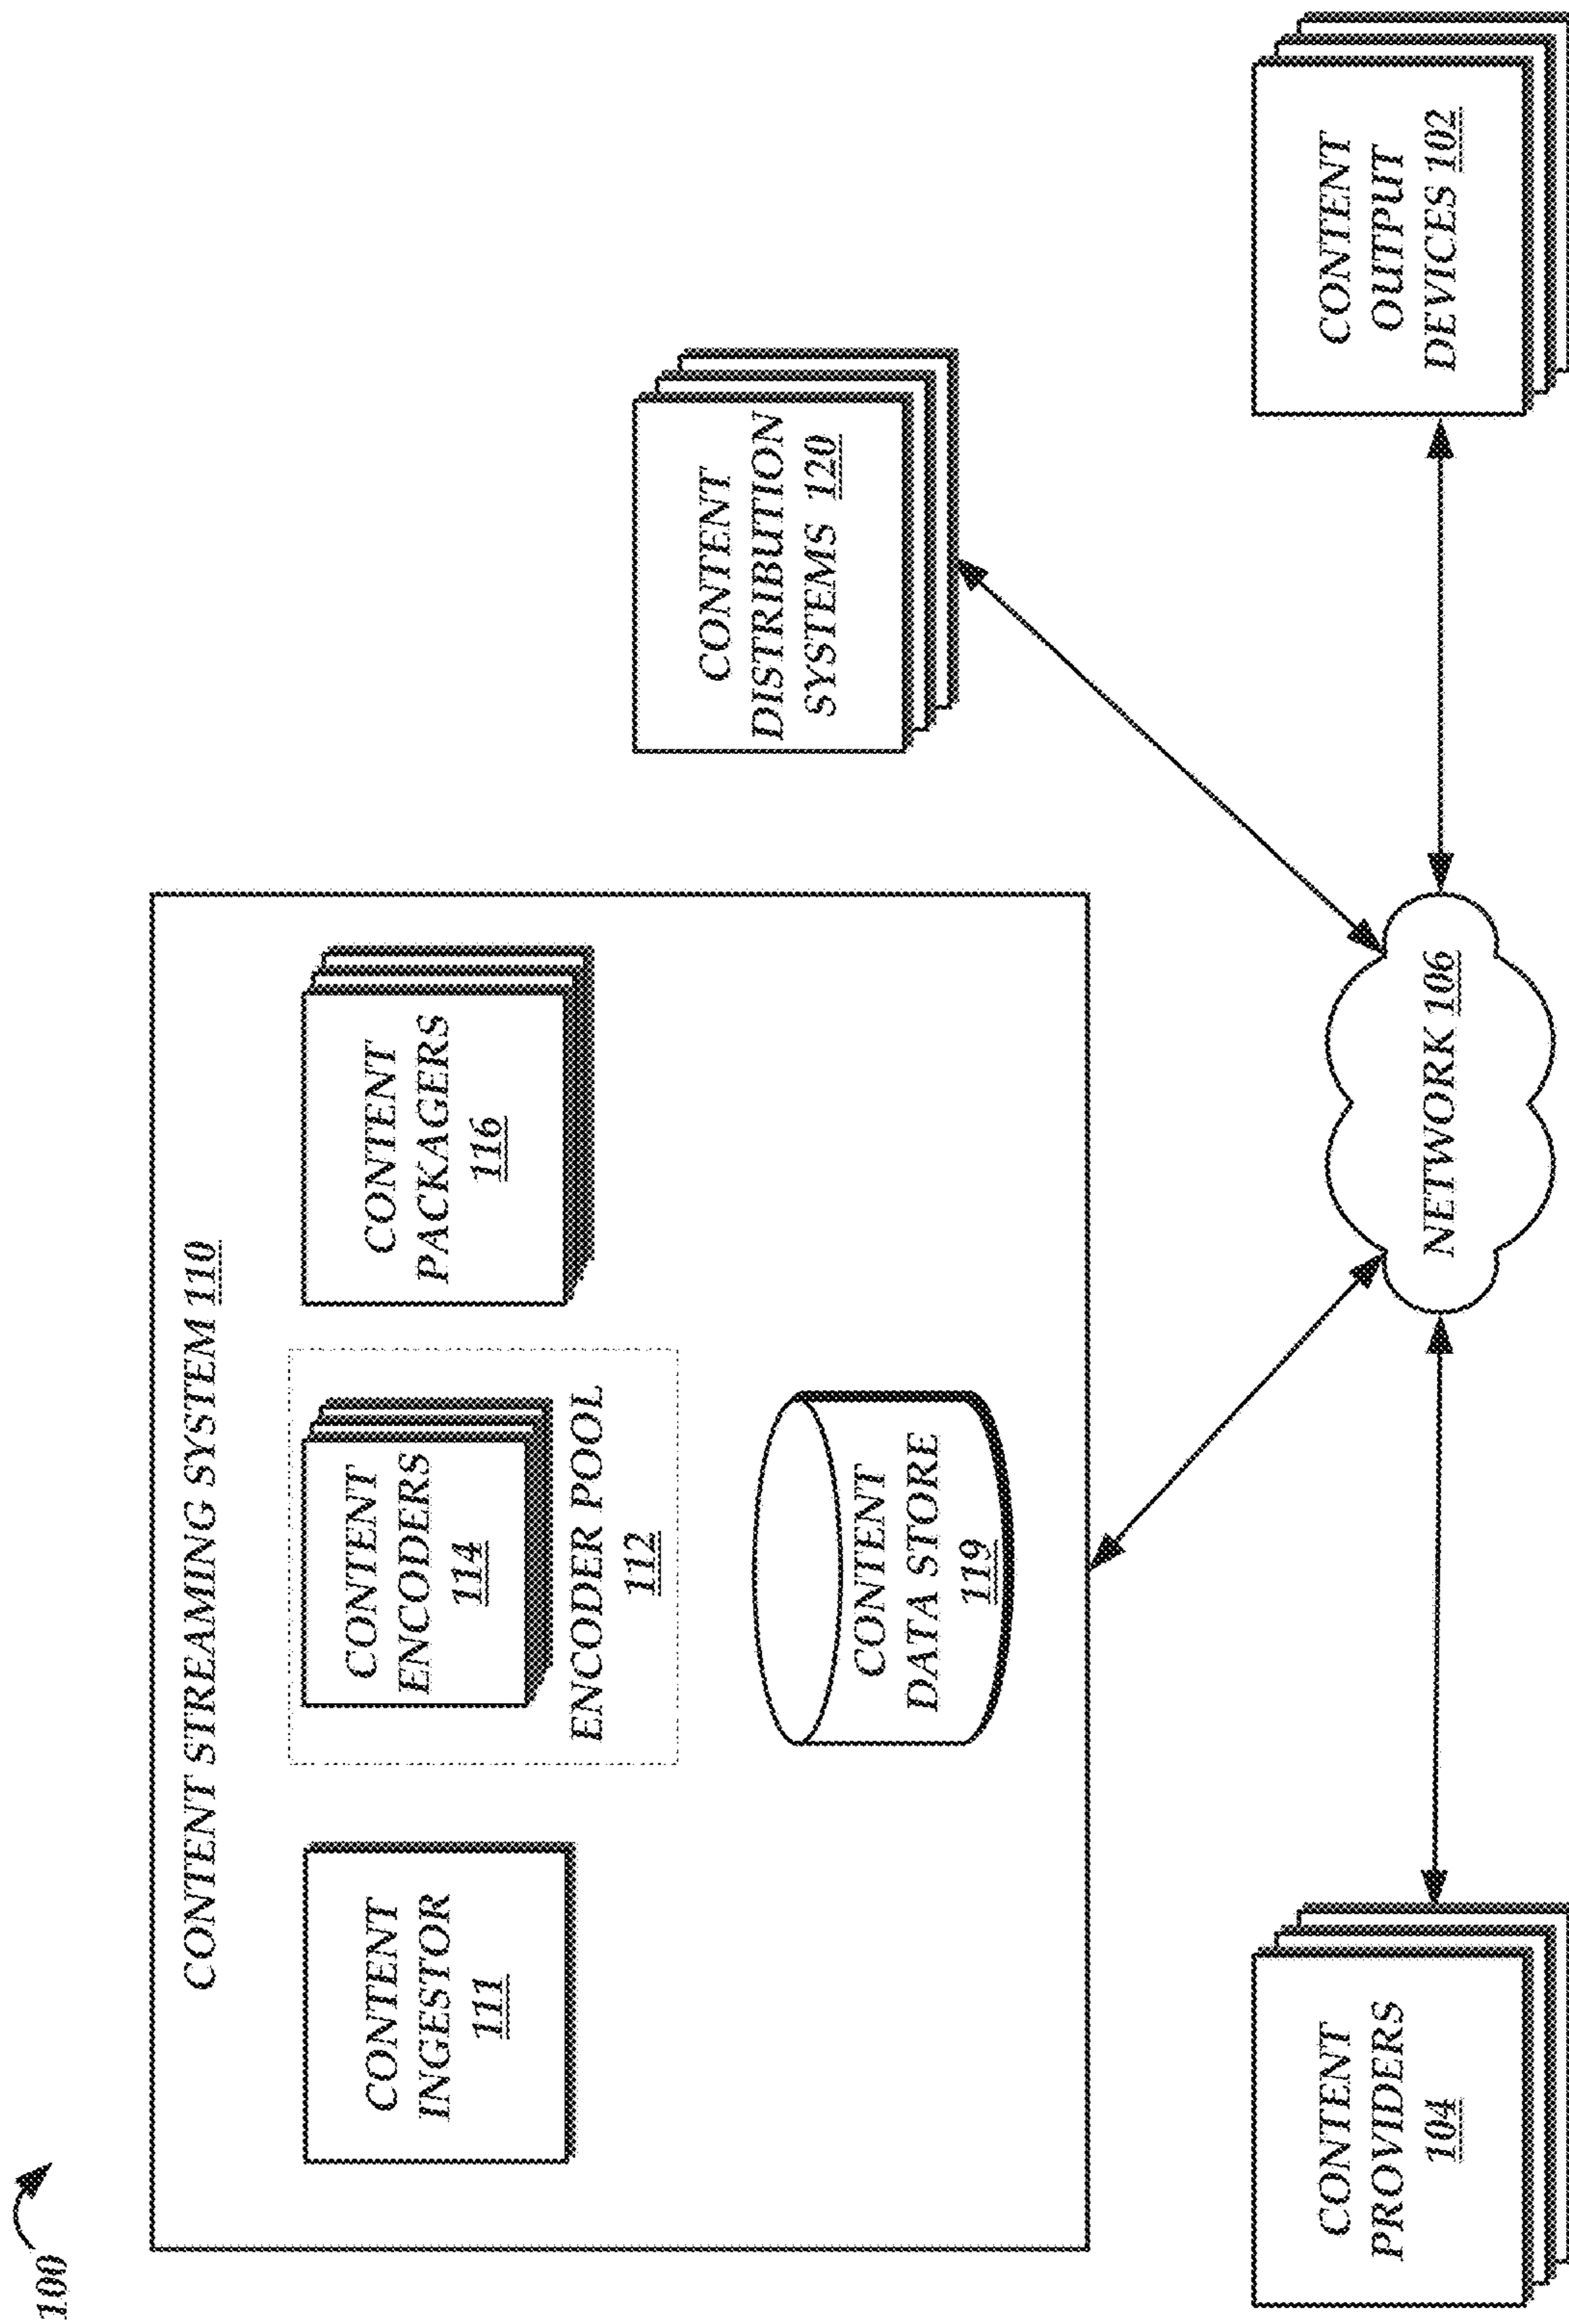 100
CONTENT STREAMING SYSTEM 110
CONTENT
INGESTOR
111
CONTENT
ENCODERS
114
ENCODER POOL
112
CONTENT
PACKAGERS
116
CONTENT
DATA STORE
119
CONTENT
DISTRIBUTION
SYSTEMS 120
CONTENT
PROVIDERS
104
NETWORK 106
CONTENT
OUTPUT
DEVICES 102